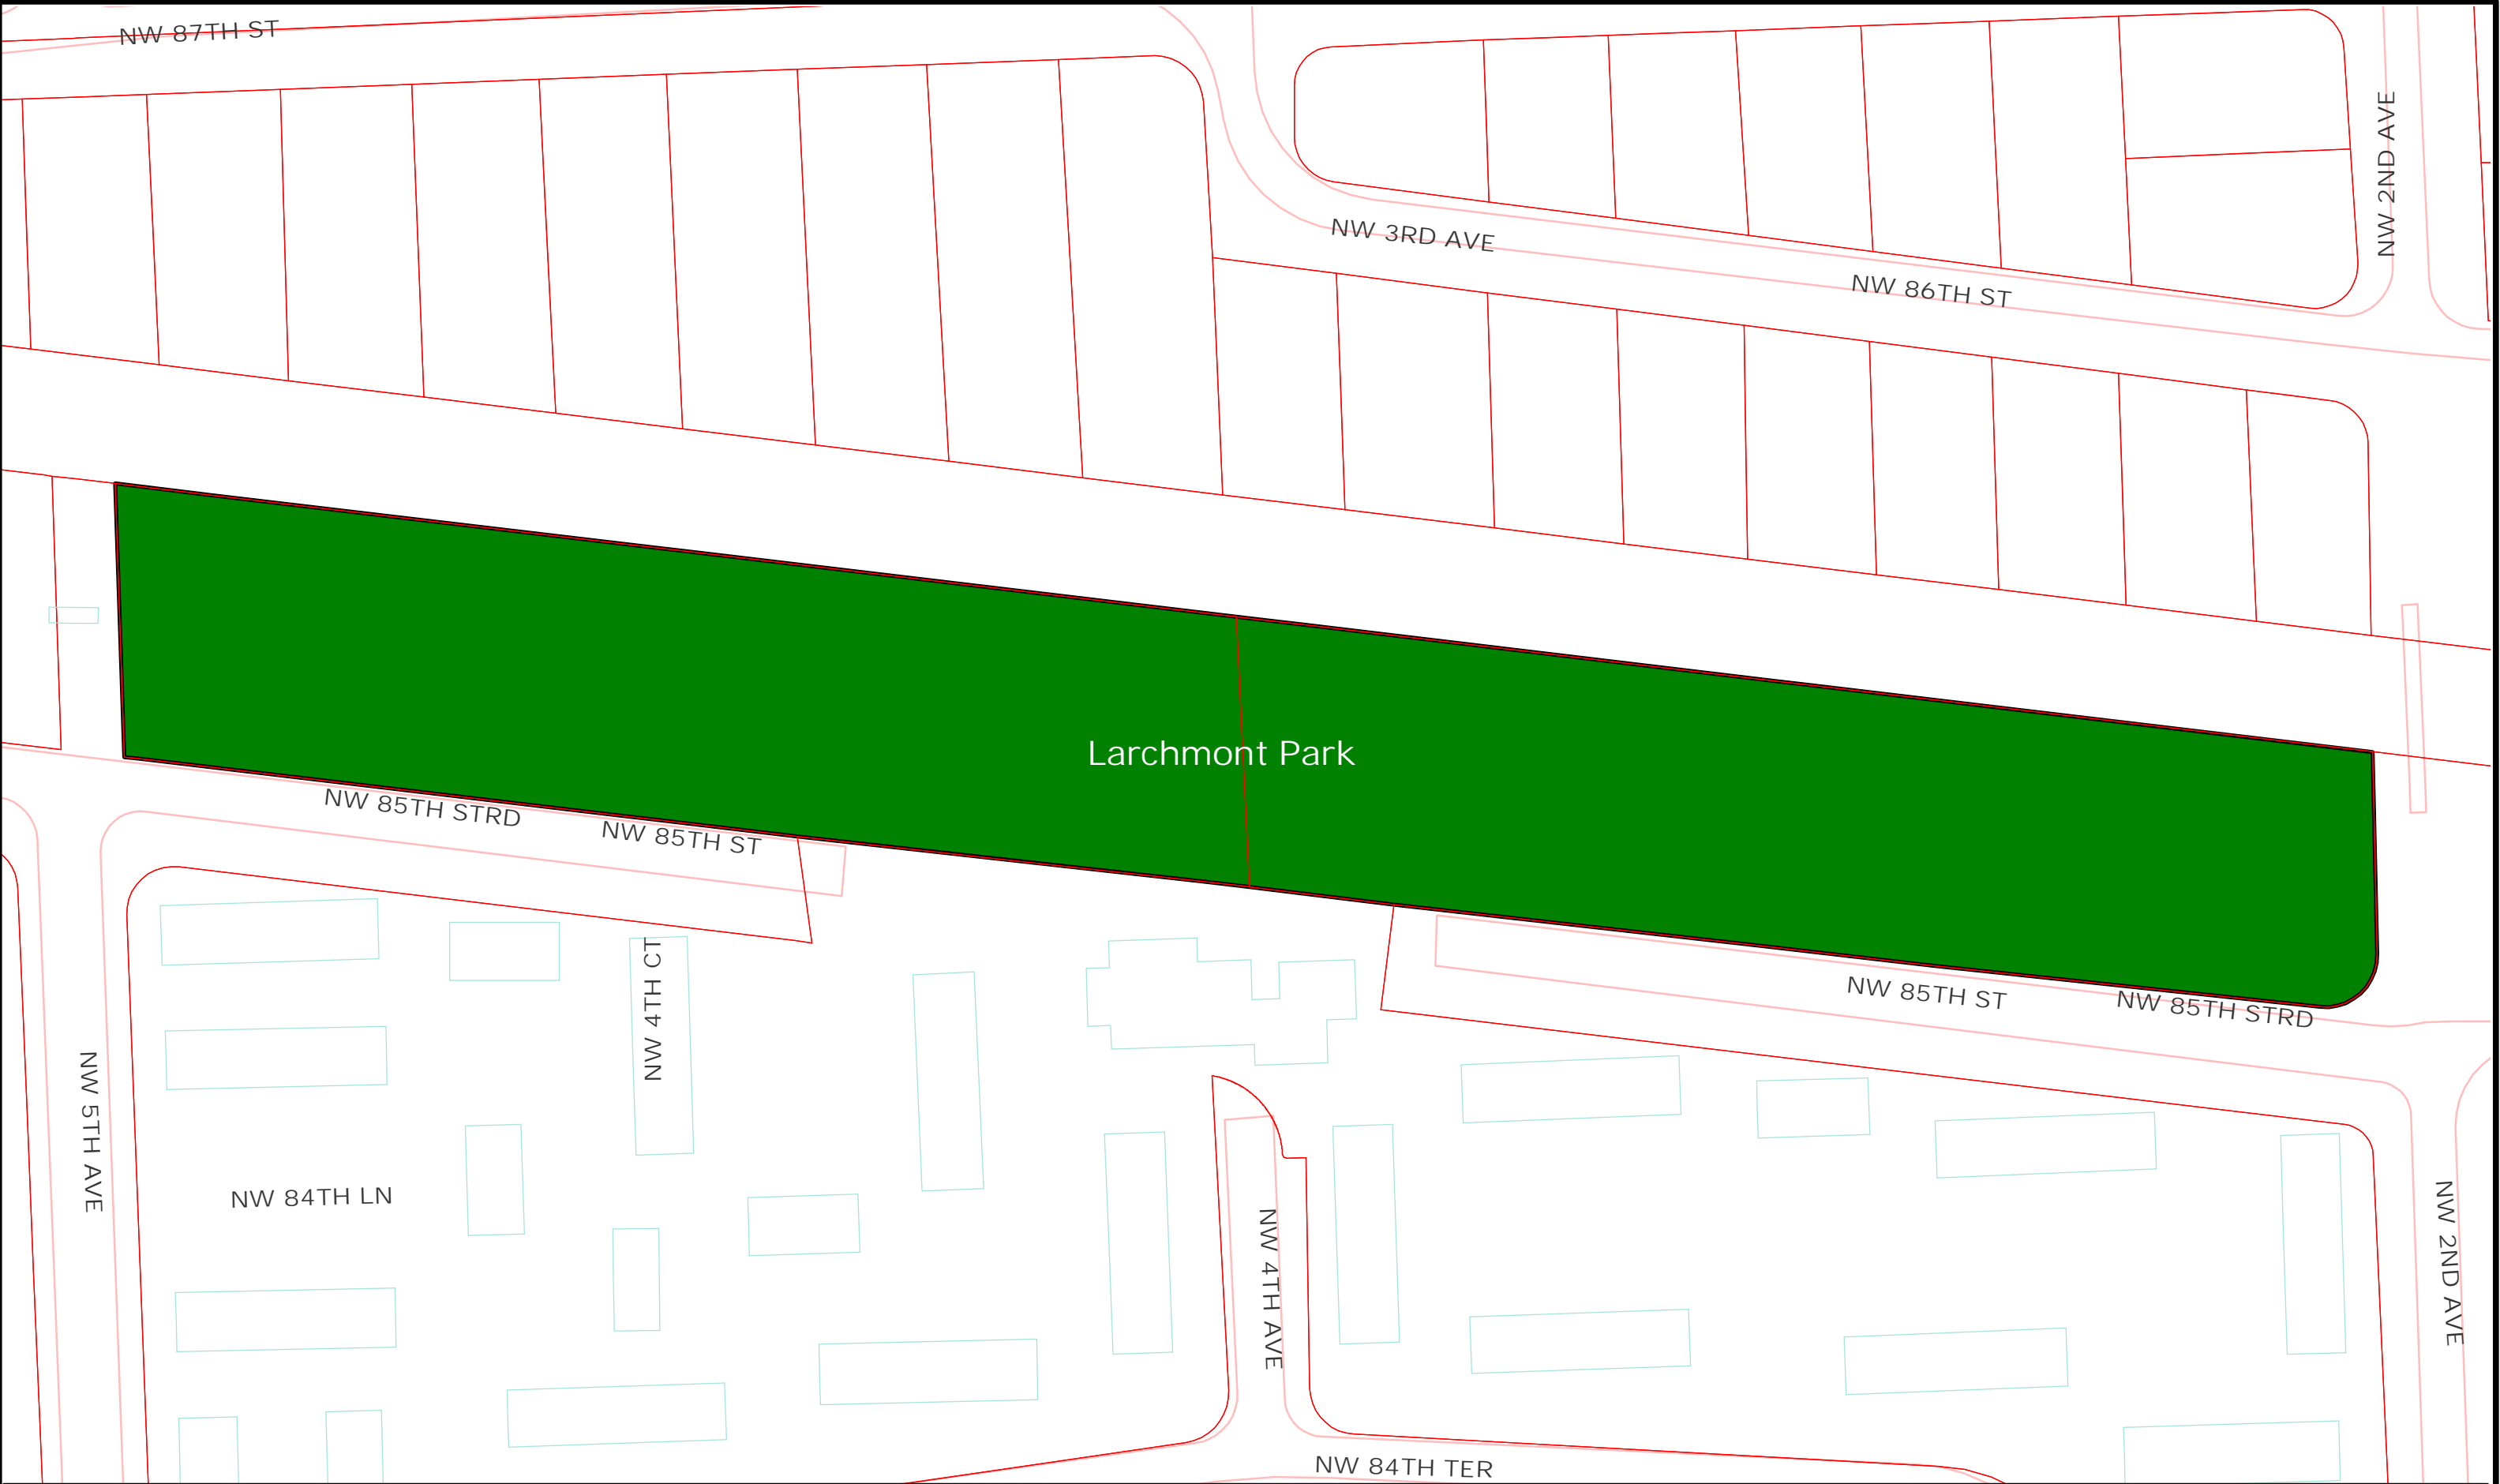 NW 87TH ST
NW 2ND AVE
NW 3RD AVE
NW 86TH ST
Larchmont Park
NW 85TH STRD
NW 85TH ST
NW 4TH CT
NW 85TH ST
NW 85TH STRD
NW 5TH AVE
NW 84TH LN
NW 4TH AVE
NW 2ND AVE
NW 84TH TER